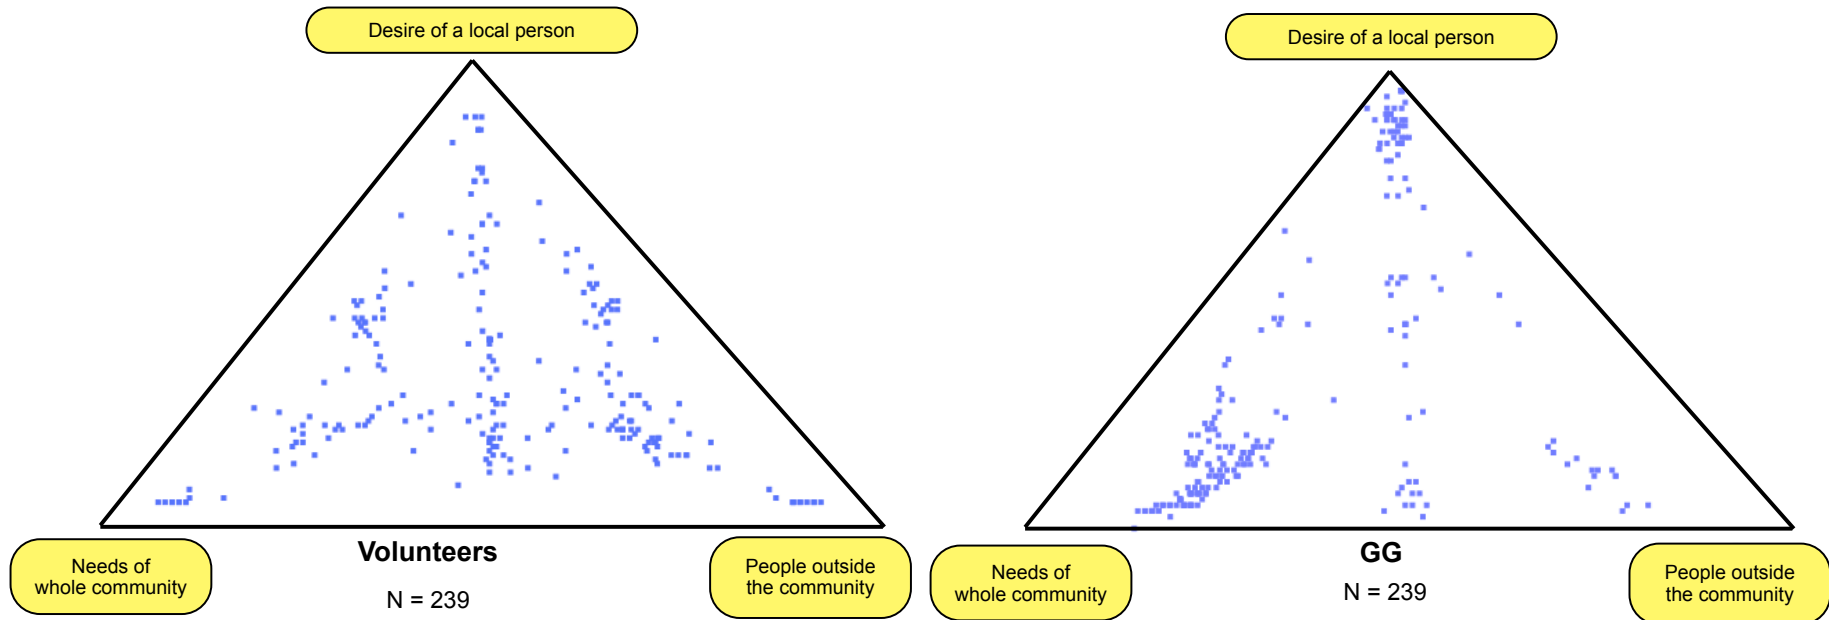 Desire of a local person
Needs of
whole community
Volunteers
N = 239
People outside
the community
Desire of a local person
Needs of
whole community
GG
N = 239
People outside
the community